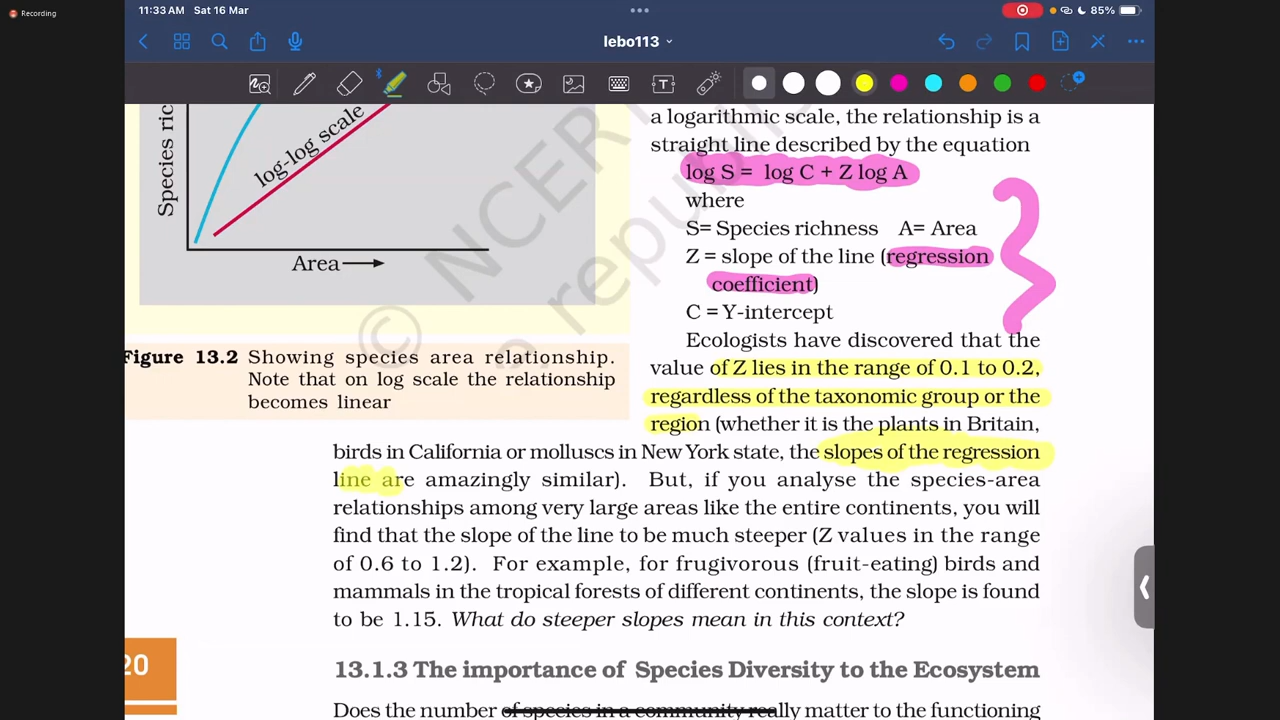 Recording
11:33 AM Sat 16 Mar
85%
lebo113
T
a logarithmic scale, the relationship is a
straight line described by the equation
log S = log C + Z log A
where
S= Species richness A= Area
Z = slope of the line (regression
coefficient)
C = Y-intercept
Species ric
log-log scale
Area
© NCERT
republis
Figure 13.2 Showing species area relationship.
Note that on log scale the relationship
becomes linear
Ecologists have discovered that the
value of Z lies in the range of 0.1 to 0.2,
regardless of the taxonomic group or the
region (whether it is the plants in Britain,
birds in California or molluscs in New York state, the slopes of the regression
line are amazingly similar). But, if you analyse the species-area
relationships among very large areas like the entire continents, you will
find that the slope of the line to be much steeper (Z values in the range
of 0.6 to 1.2). For example, for frugivorous (fruit-eating) birds and
mammals in the tropical forests of different continents, the slope is found
to be 1.15. What do steeper slopes mean in this context?
20
13.1.3 The importance of Species Diversity to the Ecosystem
Does the number of species in a community really matter to the functioning